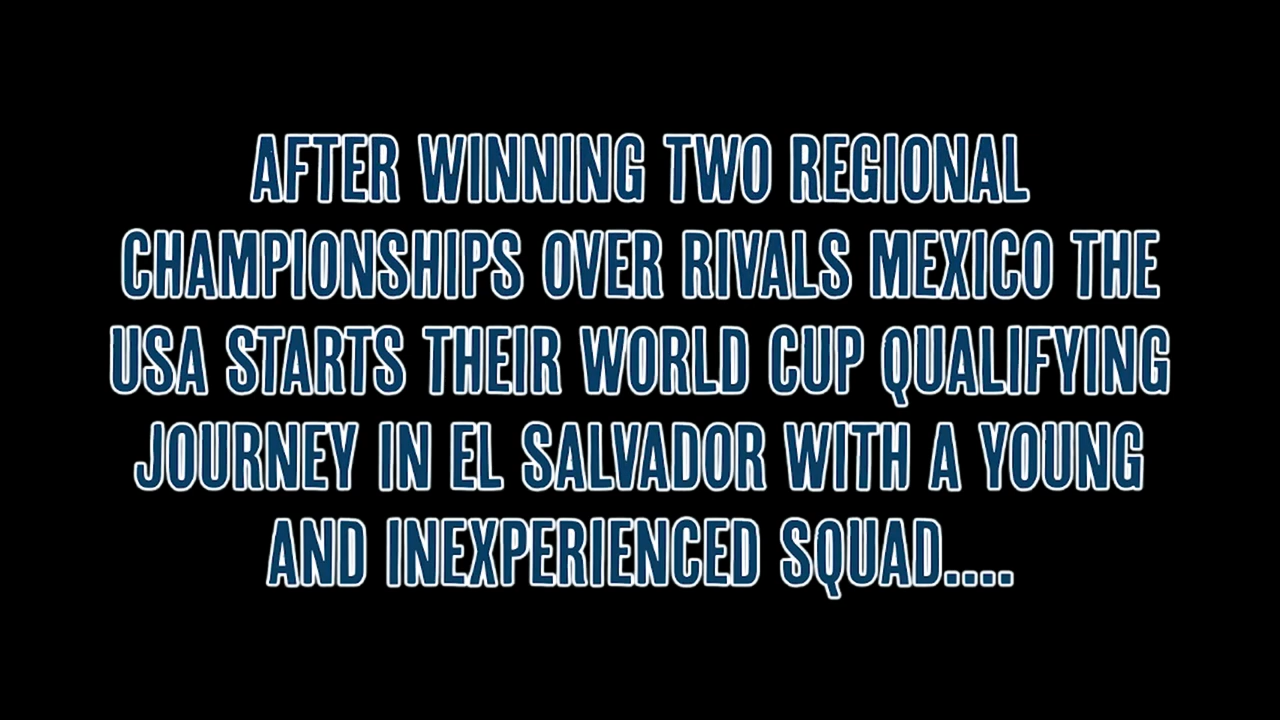 AFTER WINNING TWO REGIONAL
CHAMPIONSHIPS OVER RIVALS MEXICO THE
USA STARTS THEIR WORLD CUP QUALIFYING
JOURNEY IN EL SALVADOR WITH A YOUNG
AND INEXPERIENCED SQUAD....